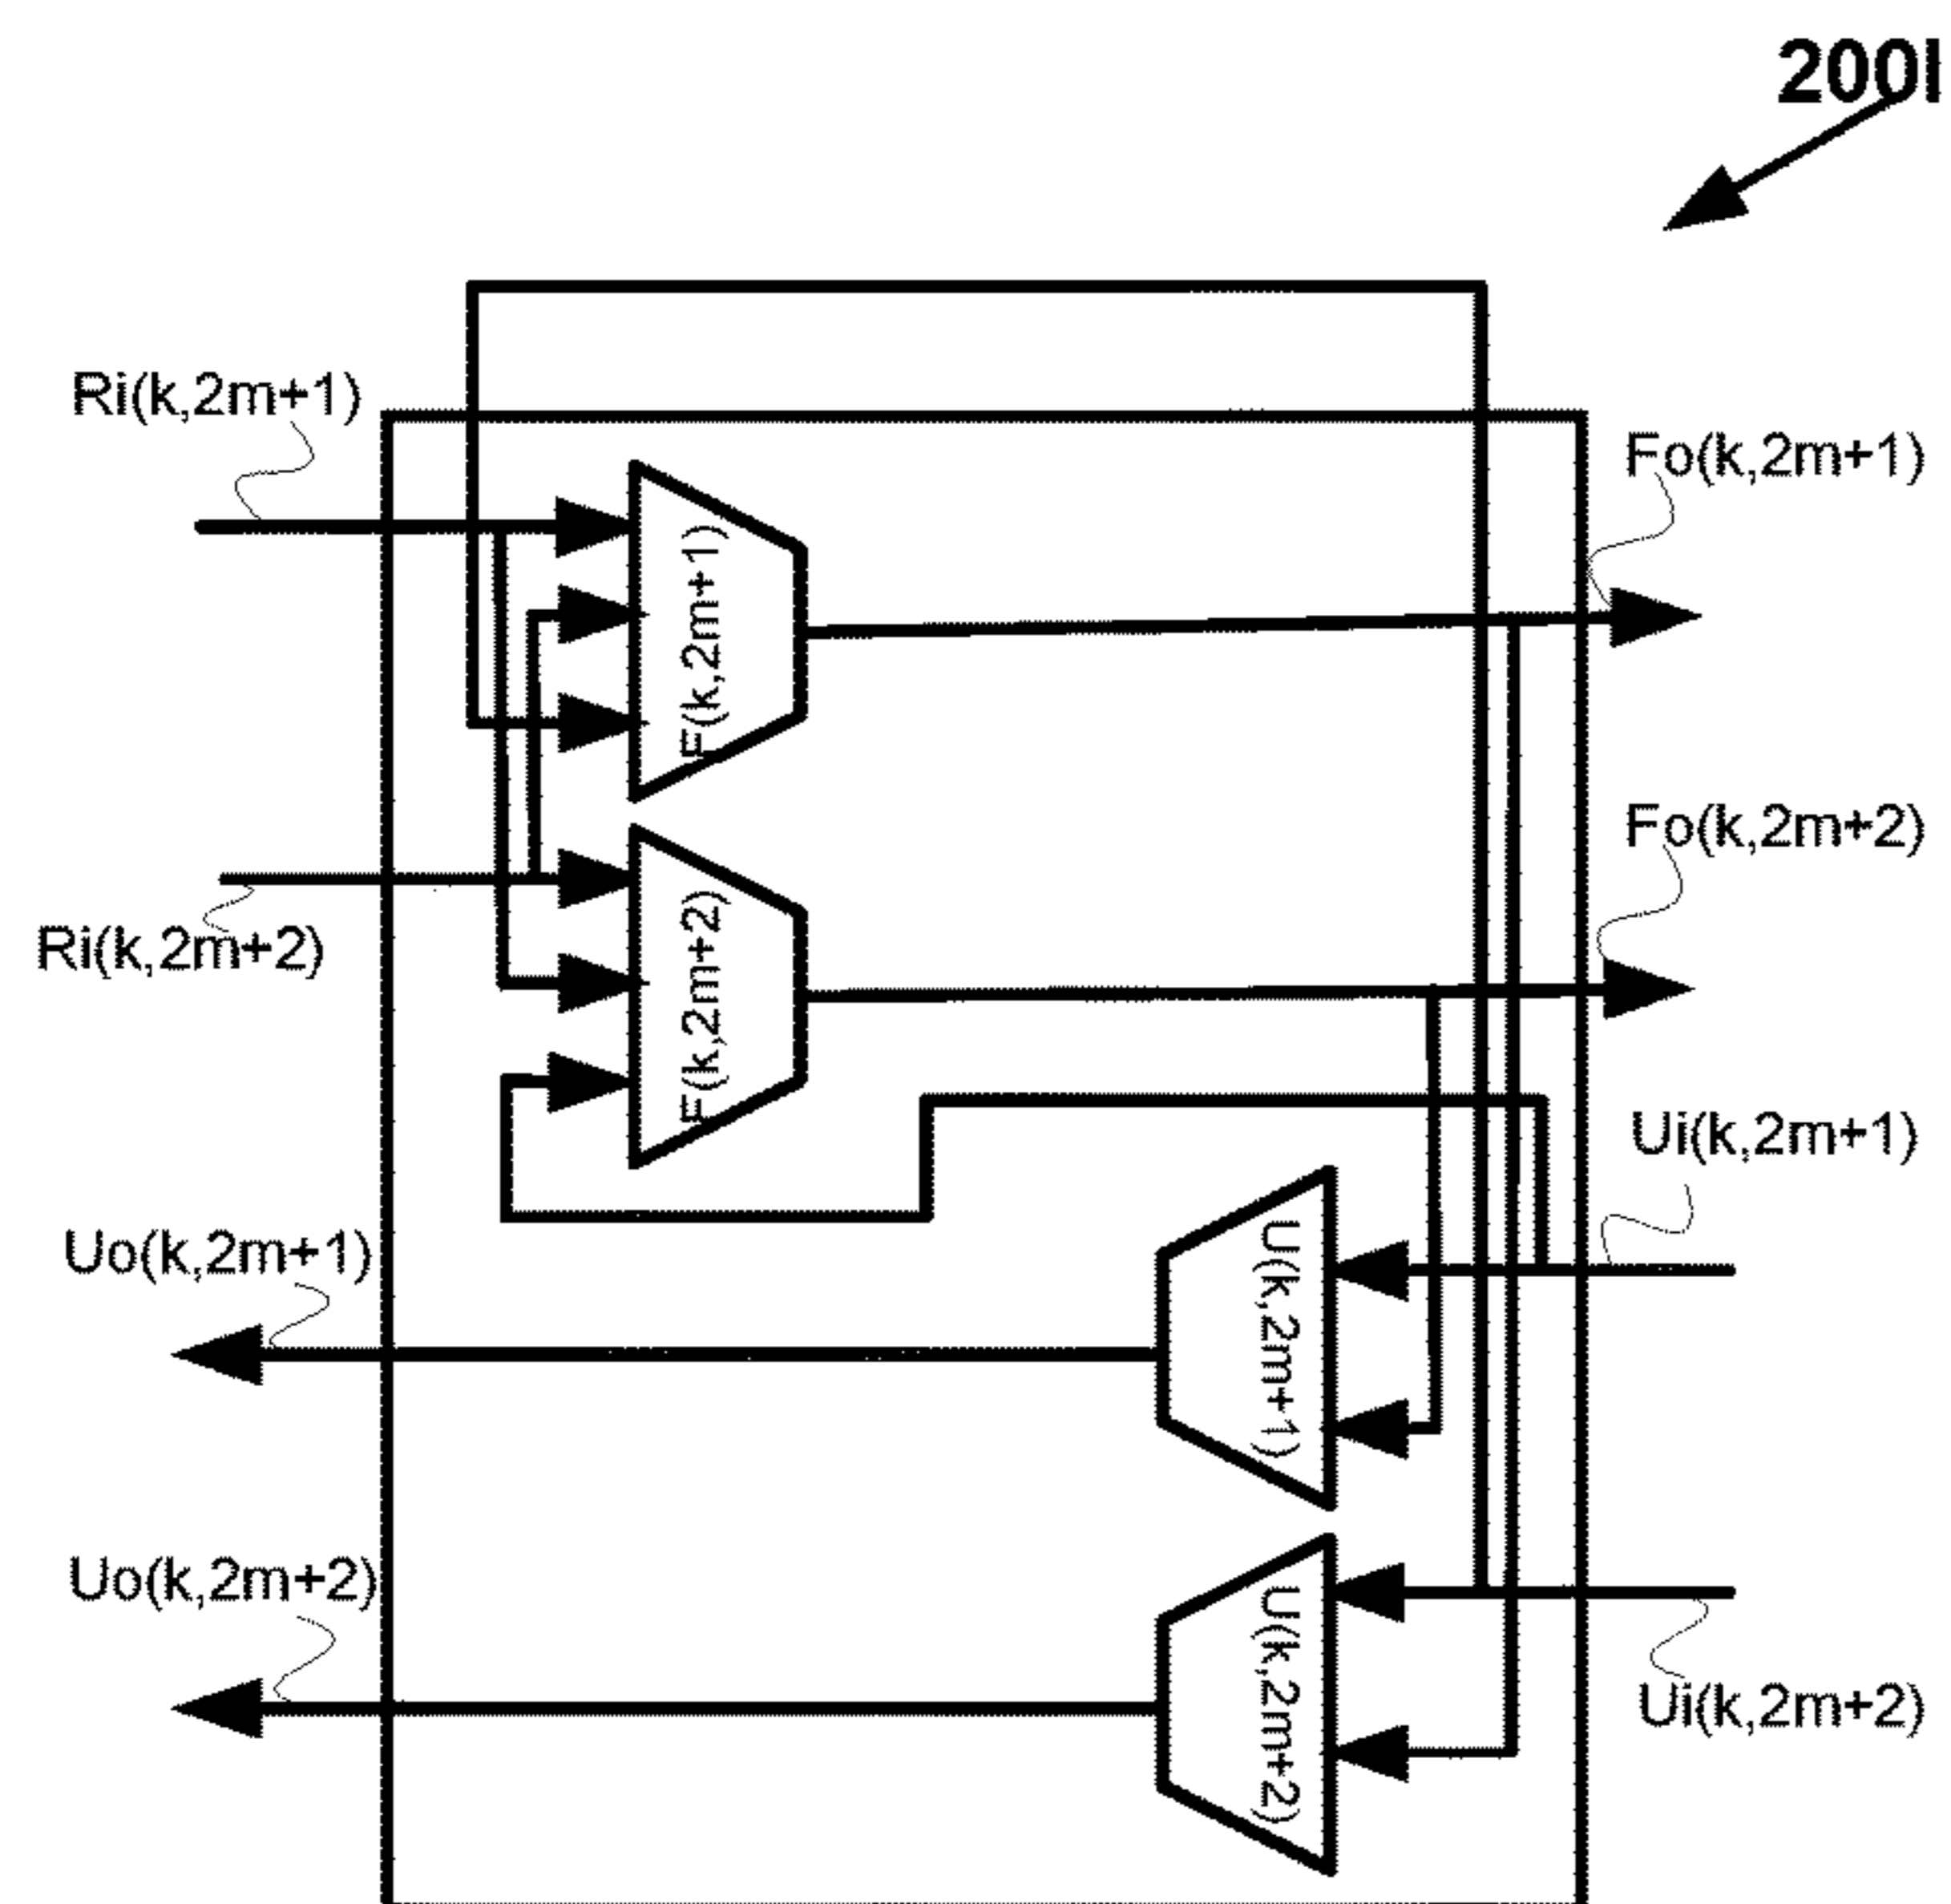 200I
Ri(k,2m+1)
Fo(k,2m+1)
F(k,2m+1)
Fo(k,2m+2)
Ri(k,2m+2)
F(k,2m+2)
Ui(k,2m+1)
Uo(k,2m+1)
U(k,2m+1)
Uo(k,2m+2)
U(k,2m+2)
Ui(k,2m+2)